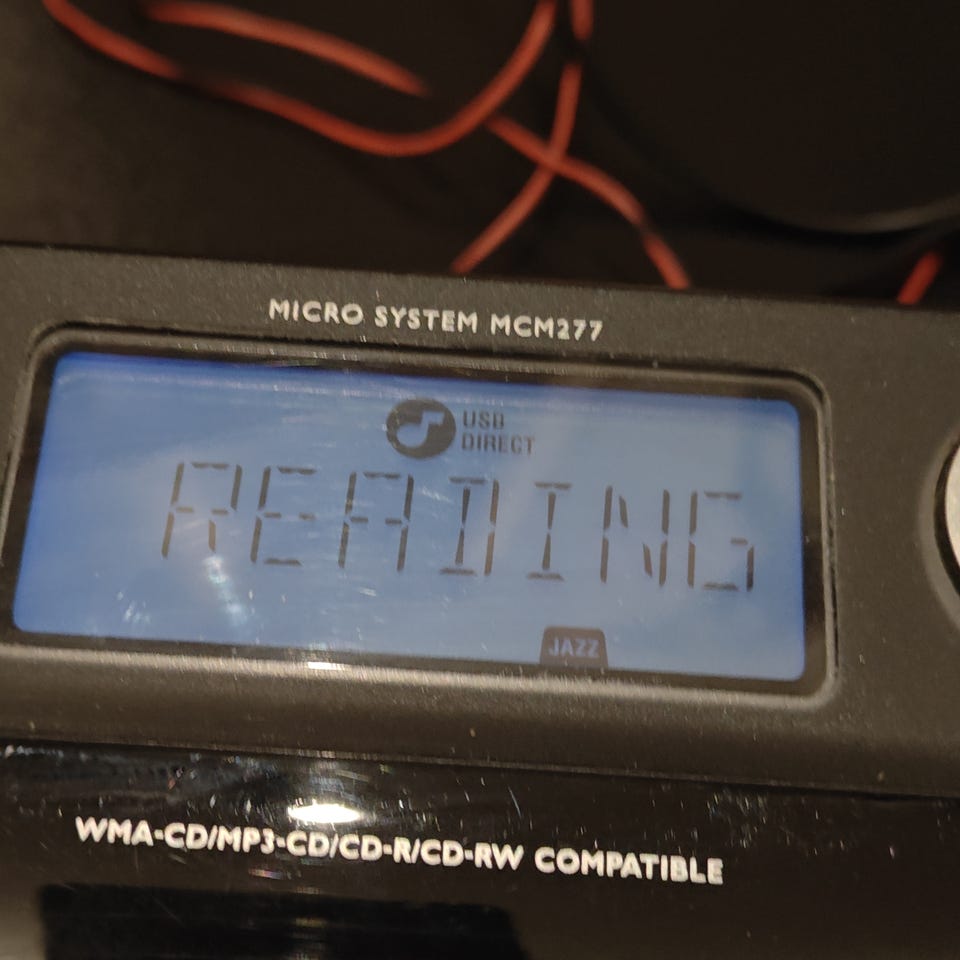 MICRO SYSTEM MCM277
USB
DIRECT
READING
JAZZ
WMA-CD/MP3-CD/CD-R/CD-RW COMPATIBLE